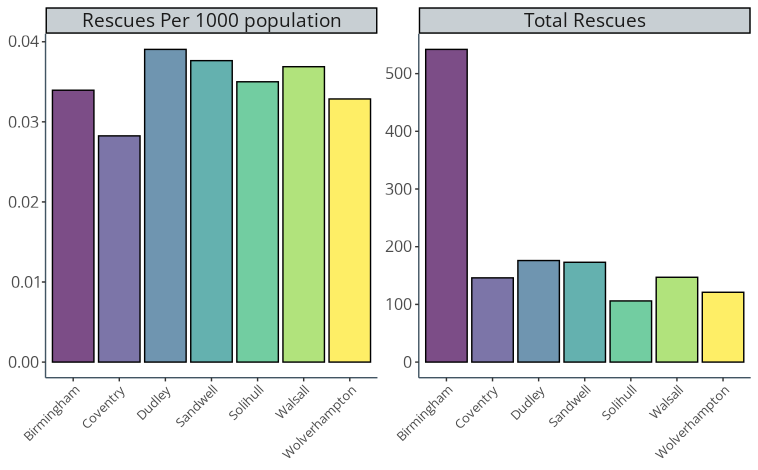 Rescues Per 1000 population
0.04
0.03
0.02
0.01
0.00
Birmingham
Coventry
Dudley
Sandwell
Solihull
Walsall
Wolverhampton
Total Rescues
500
400
300
200
100
0
Birmingham
Coventry
Dudley
Sandwell
Solihull
Walsall
Wolverhampton